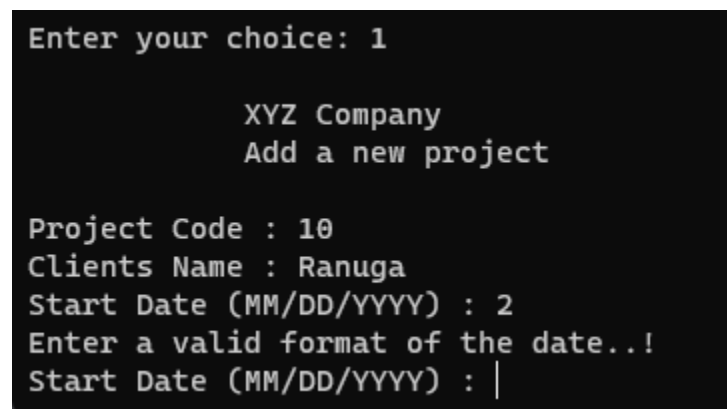 Enter your choice: 1
XYZ Company
Add a new project
Project Code : 10
Clients Name : Ranuga
Start Date (MM/DD/YYYY) : 2
Enter a valid format of the date..!
Start Date (MM/DD/YYYY) :